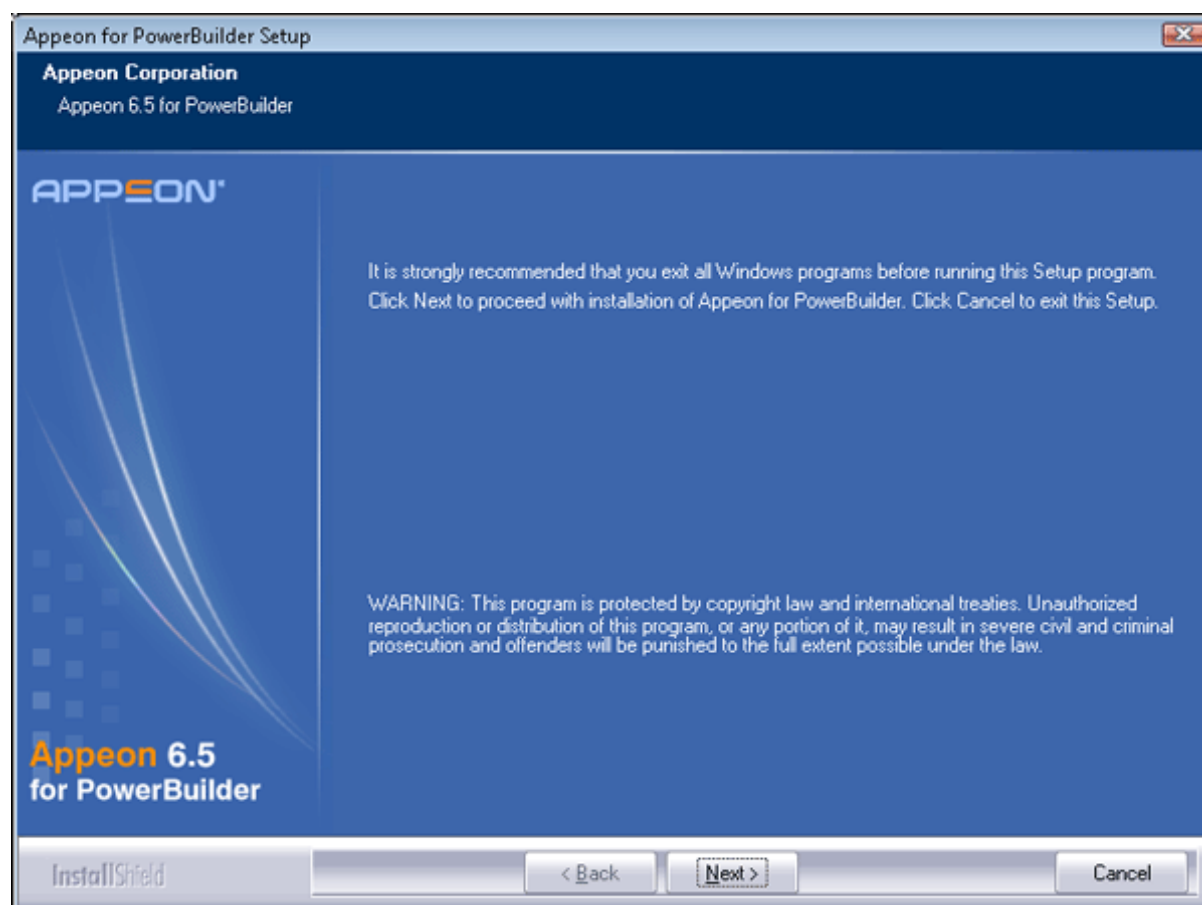 Appeon for PowerBuilder Setup
Appeon Corporation
Appeon 6.5 for PowerBuilder
APPEON
It is strongly recommended that you exit all Windows programs before running this Setup program.
Click Next to proceed with installation of Appeon for PowerBuilder. Click Cancel to exit this Setup.
WARNING: This program is protected by copyright law and international treaties. Unauthorized
reproduction or distribution of this program, or any portion of it, may result in severe civil and criminal
prosecution and offenders will be punished to the full extent possible under the law.
Appeon 6.5
for PowerBuilder
InstallShield
< Back
Next >
Cancel